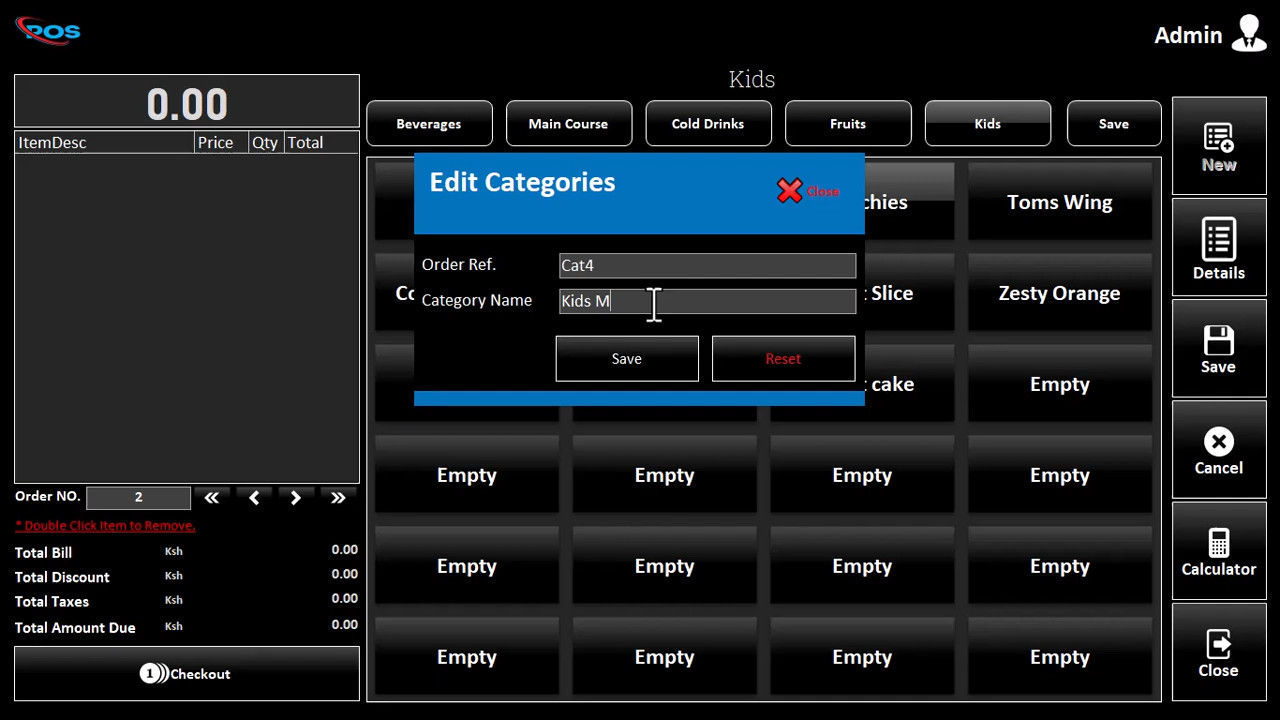 POS
Admin
Kids
0.00
ItemDesc Price Qty Total
Beverages Main Course Cold Drinks Fruits Kids Save
New
Edit Categories
Close
Toms Wing
Order Ref. Cat4
Category Name Kids M
Slice
Zesty Orange
Details
Save Reset
cake
Empty
Save
Empty Empty Empty Empty
Cancel
Order NO. 2
* Double Click Item to Remove.
Total Bill Ksh 0.00
Total Discount Ksh 0.00
Total Taxes Ksh 0.00
Total Amount Due Ksh 0.00
Empty Empty Empty Empty
Calculator
1 Checkout
Empty Empty Empty Empty
Close